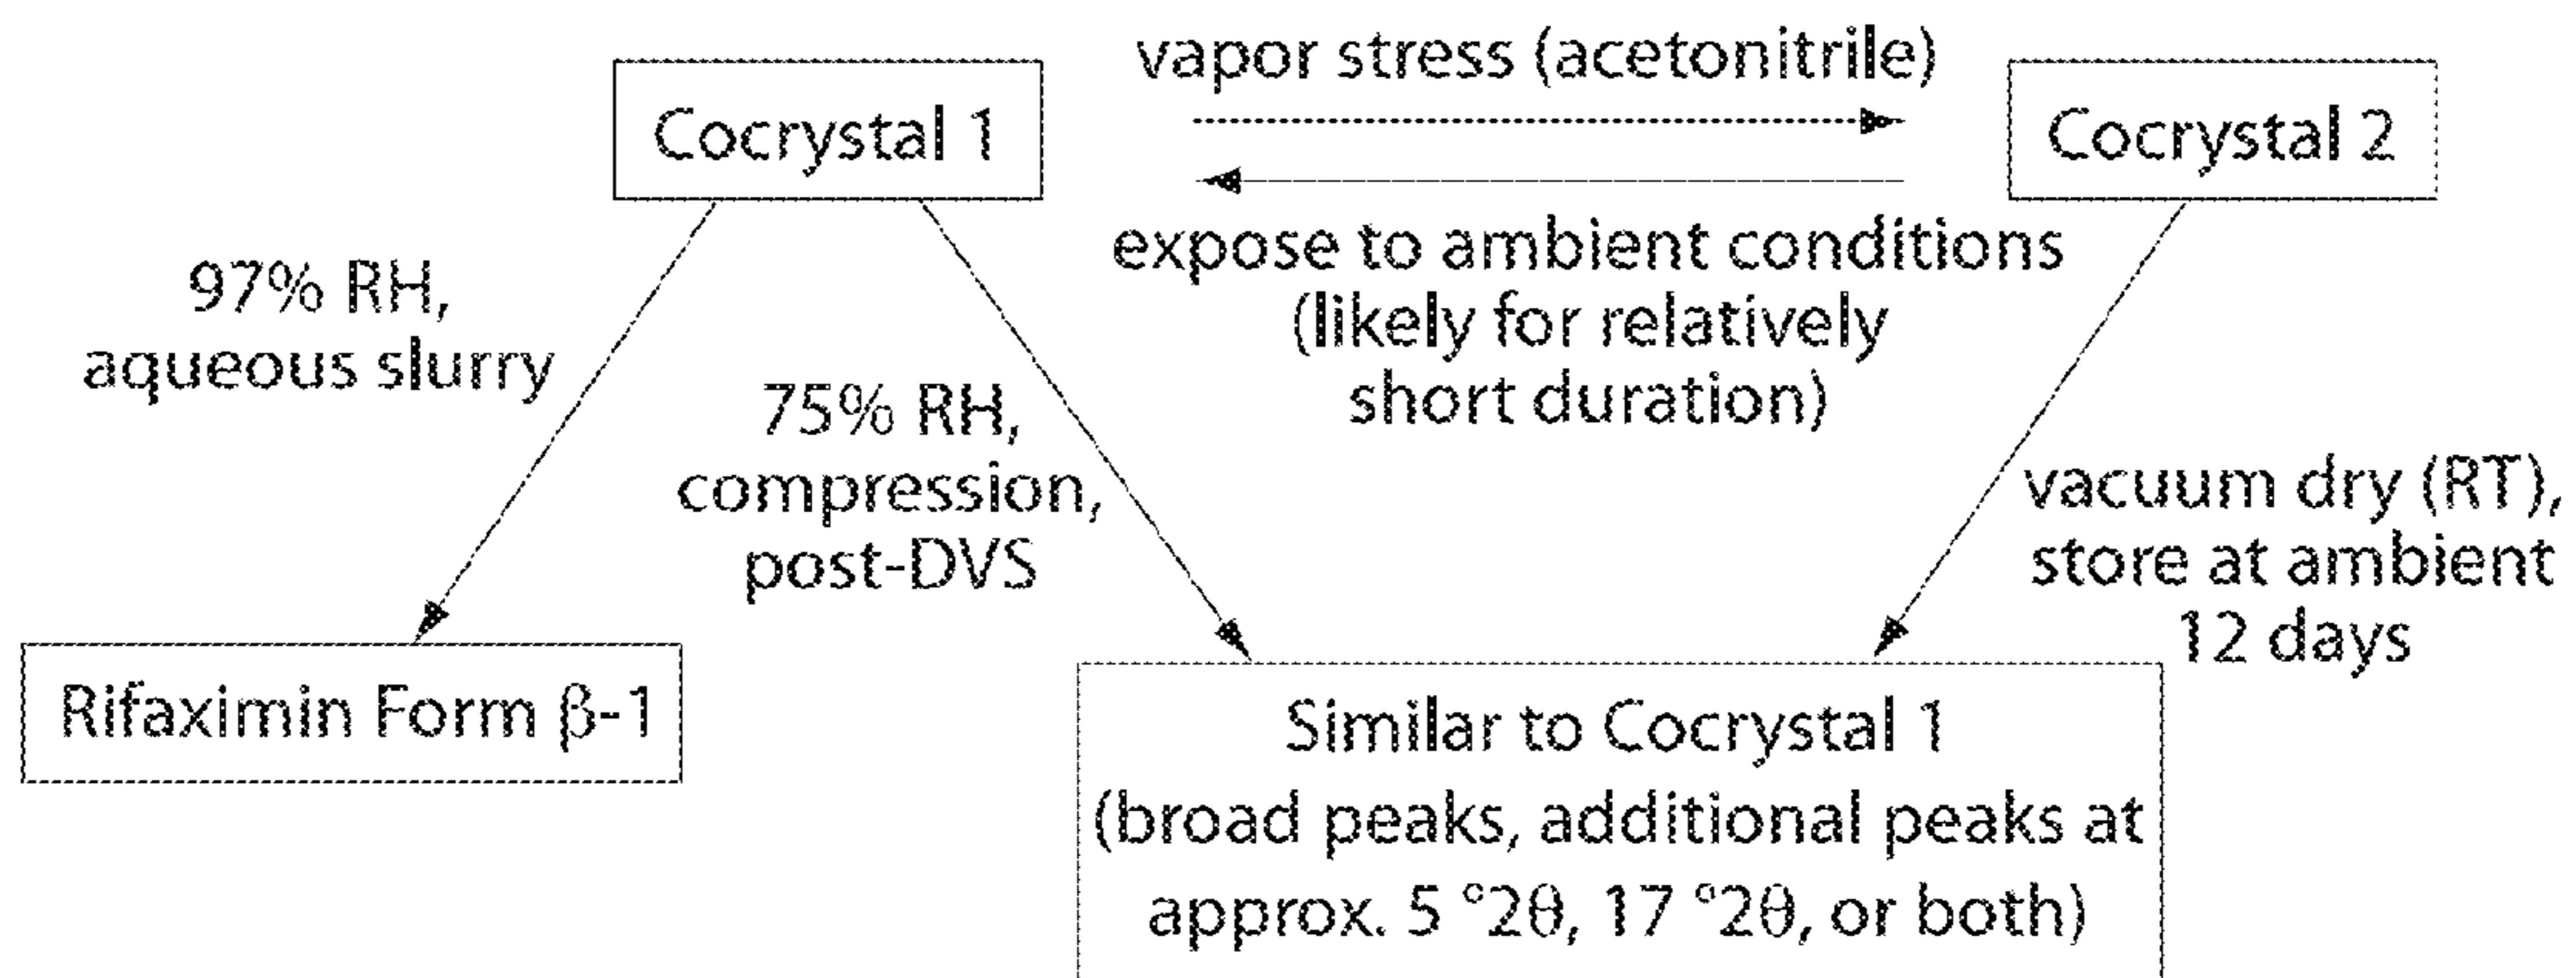 vapor stress (acetonitrile)
Cocrystal 1
Cocrystal 2
expose to ambient conditions
(likely for relatively
short duration)
97% RH,
aqueous slurry
75% RH,
compression,
post-DVS
vacuum dry (RT),
store at ambient
12 days
Rifaximin Form β-1
Similar to Cocrystal 1
(broad peaks, additional peaks at
approx. 5 °2θ, 17 °2θ, or both)